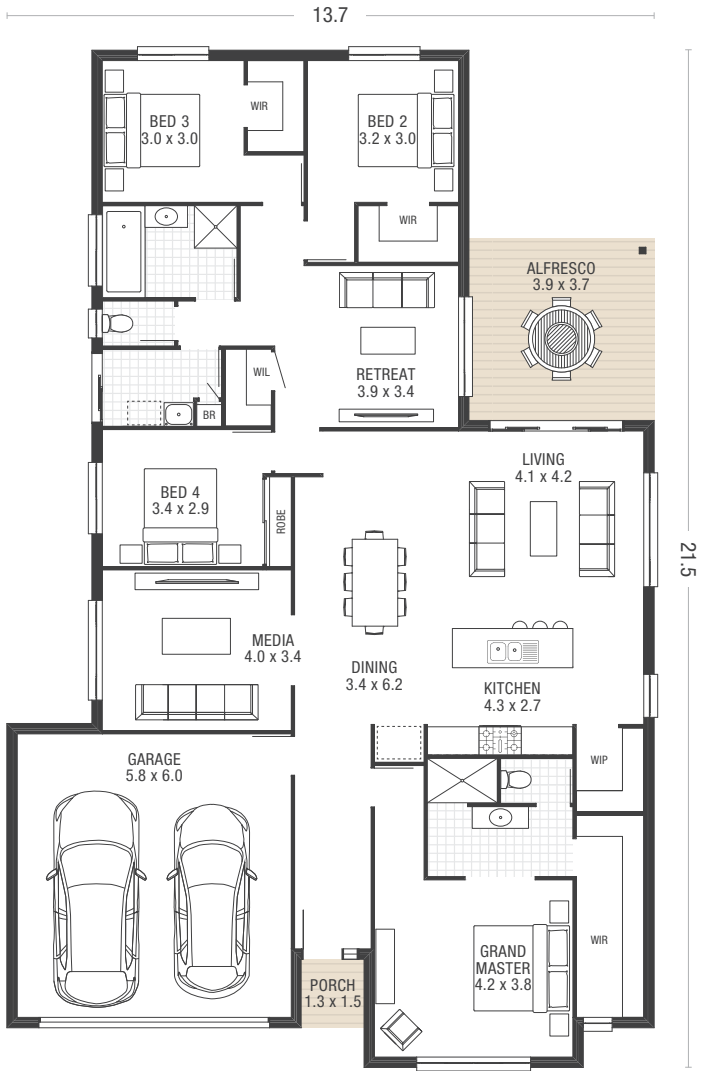 13.7
BED 3
3.0 x 3.0
WIR
BED 2
3.2 x 3.0
WIR
ALFRESCO
3.9 x 3.7
WIL
RETREAT
3.9 x 3.4
BR
LIVING
4.1 x 4.2
BED 4
3.4 x 2.9
ROBE
21.5
MEDIA
4.0 x 3.4
DINING
3.4 x 6.2
KITCHEN
4.3 x 2.7
GARAGE
5.8 x 6.0
WIP
WIR
GRAND
MASTER
4.2 x 3.8
PORCH
1.3 x 1.5